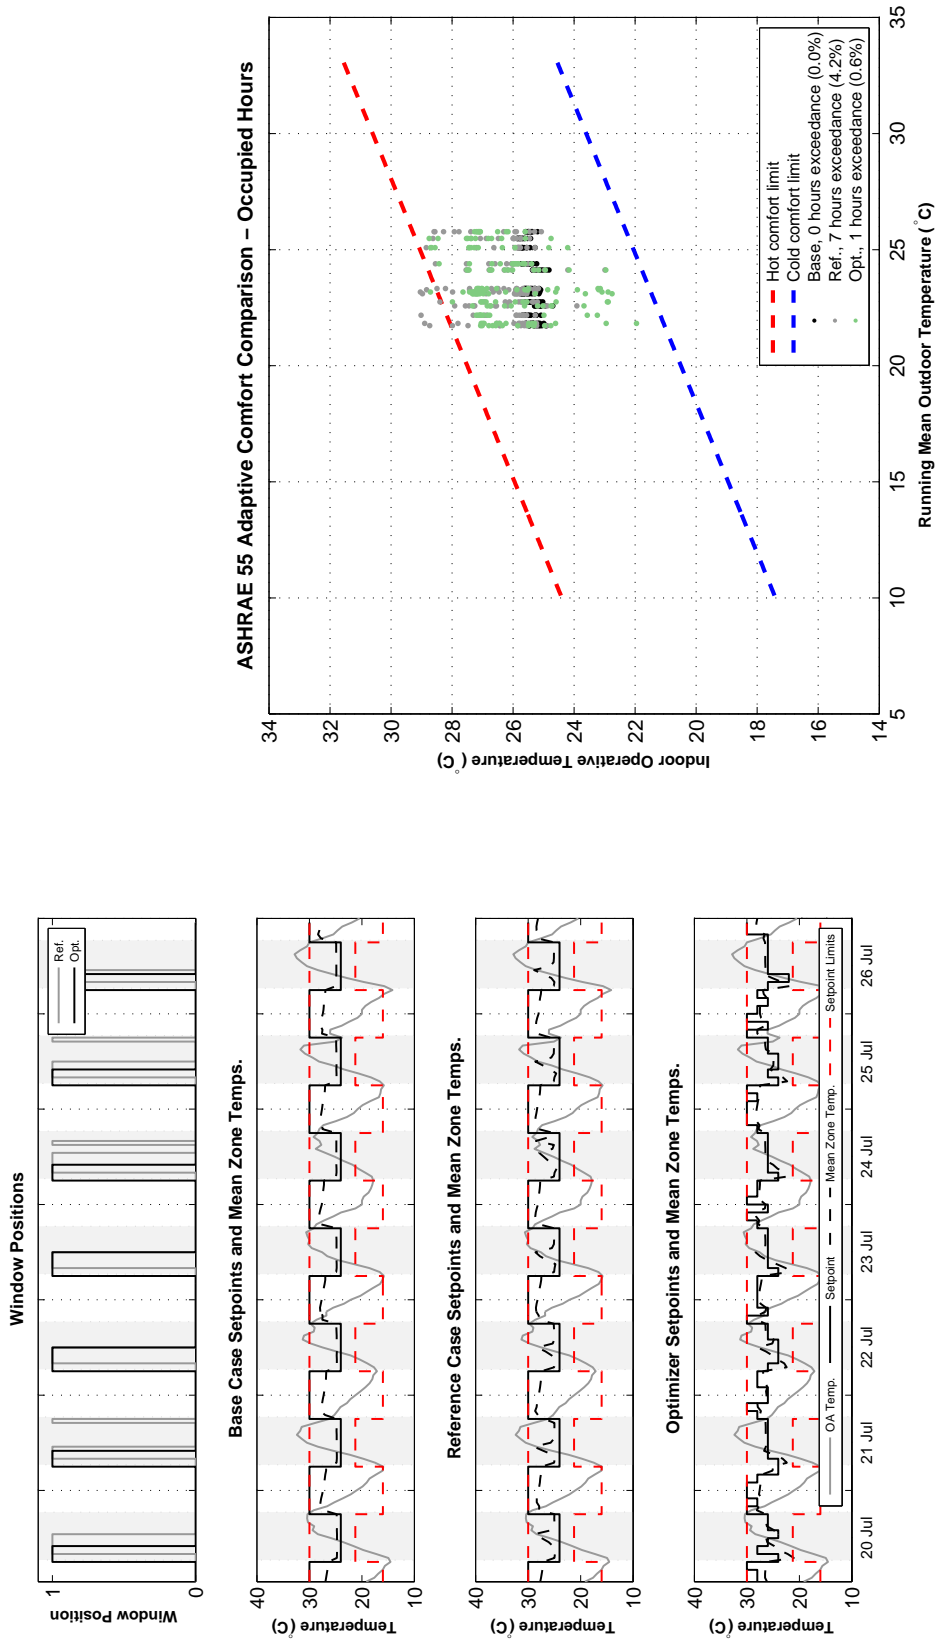 Window Positions
1
0
Window Position
Ref.
Opt.
Base Case Setpoints and Mean Zone Temps.
40
30
20
10
Temperature (°C)
Reference Case Setpoints and Mean Zone Temps.
40
30
20
10
Temperature (°C)
Optimizer Setpoints and Mean Zone Temps.
40
30
20
10
Temperature (°C)
OA Temp.
Setpoint
Mean Zone Temp.
Setpoint Limits
20 Jul
21 Jul
22 Jul
23 Jul
24 Jul
25 Jul
26 Jul
ASHRAE 55 Adaptive Comfort Comparison – Occupied Hours
34
32
30
28
26
24
22
20
18
16
14
Indoor Operative Temperature (°C)
Hot comfort limit
Cold comfort limit
Base, 0 hours exceedance (0.0%)
Ref., 7 hours exceedance (4.2%)
Opt., 1 hours exceedance (0.6%)
5
10
15
20
25
30
35
Running Mean Outdoor Temperature (°C)